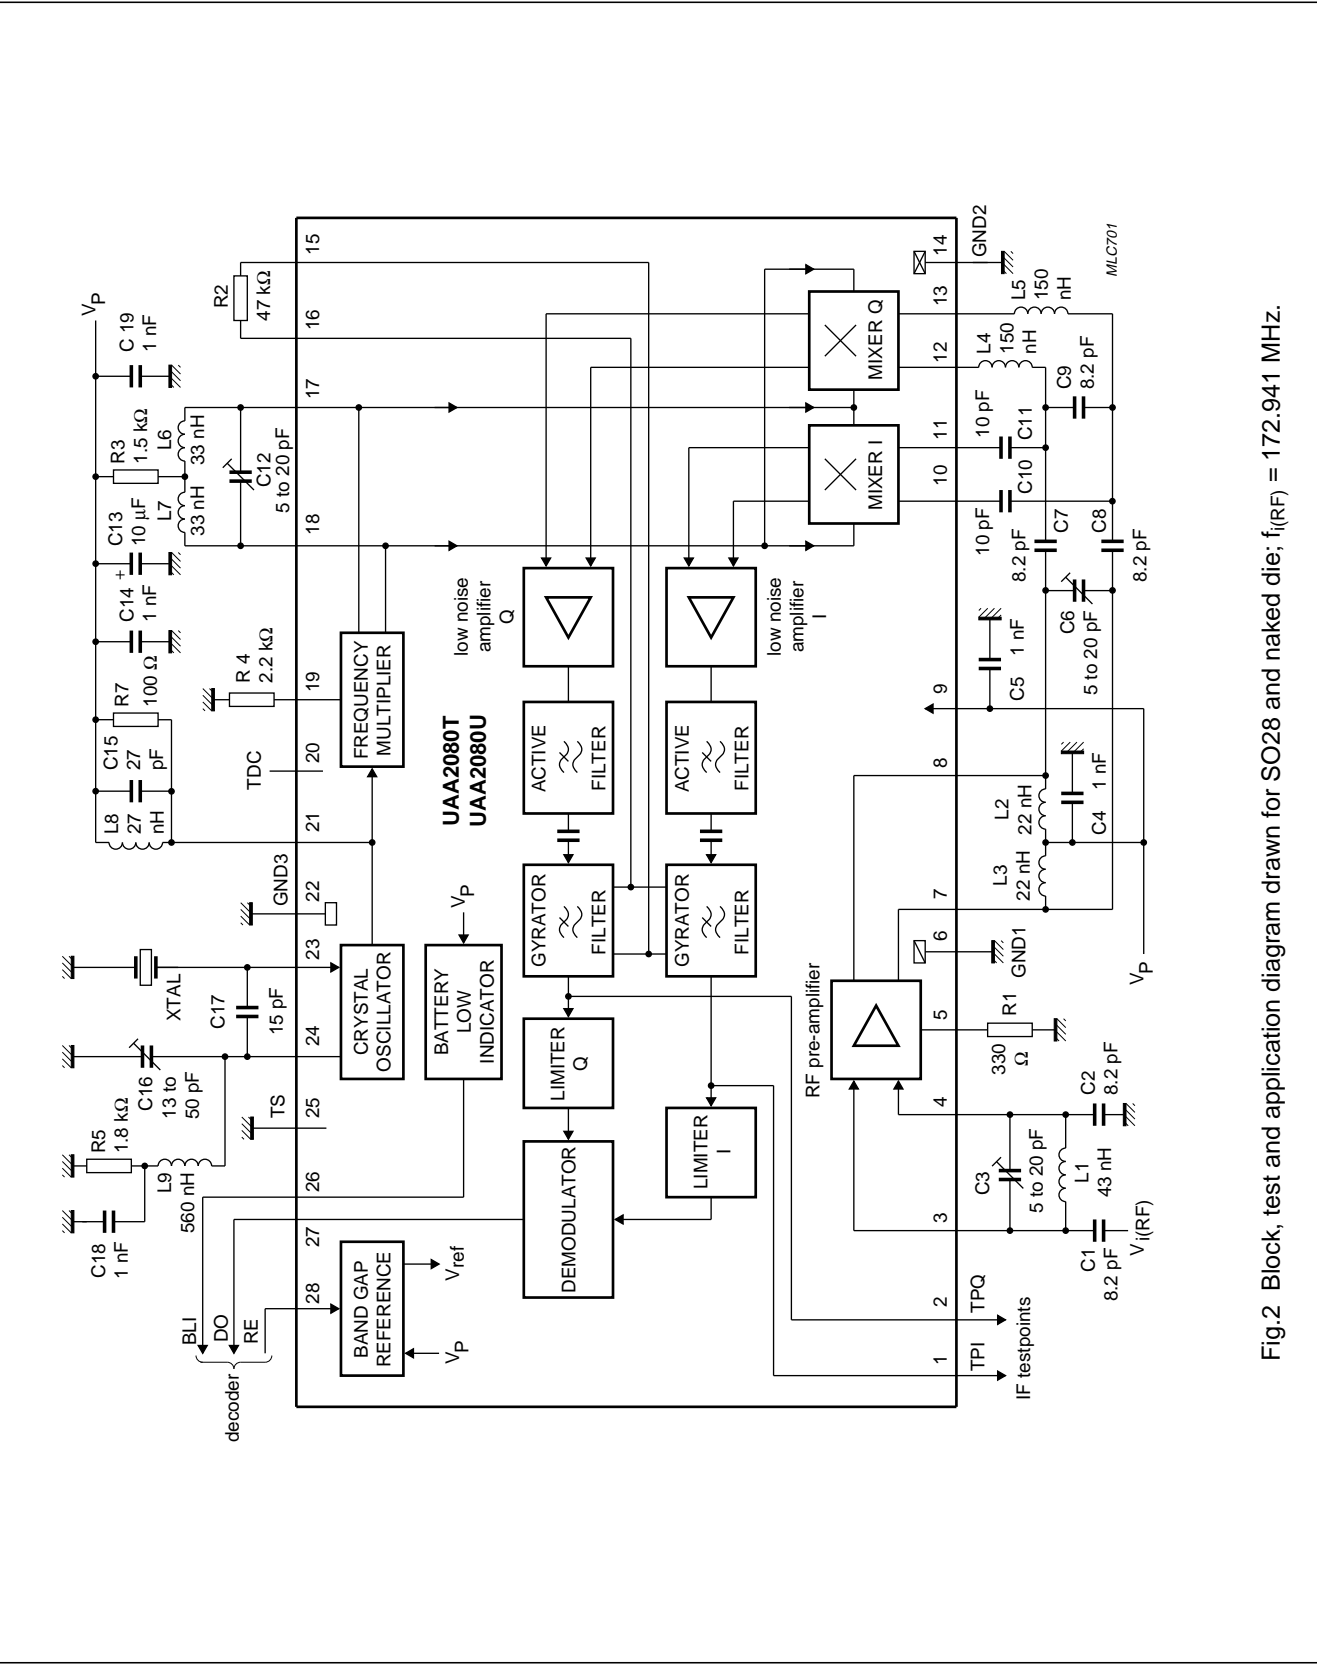 decoder
BLI
DO
RE
C18
1 nF
R5
1.8 kΩ
L9
560 nH
C16
13 to
50 pF
TS
XTAL
C17
15 pF
GND3
L8
27
nH
C15
27
pF
R7
100 Ω
TDC
R 4
2.2 kΩ
C14
1 nF
C13
10 µF
+
L7
33 nH
R3
1.5 kΩ
L6
33 nH
C12
5 to 20 pF
C 19
1 nF
VP
R2
47 kΩ
28
27
26
25
24
23
22
21
20
19
18
17
16
15
BAND GAP
REFERENCE
VP
Vref
CRYSTAL
OSCILLATOR
BATTERY
LOW
INDICATOR
VP
FREQUENCY
MULTIPLIER
UAA2080T
UAA2080U
DEMODULATOR
LIMITER
Q
GYRATOR
FILTER
ACTIVE
FILTER
low noise
amplifier
Q
LIMITER
I
GYRATOR
FILTER
ACTIVE
FILTER
low noise
amplifier
I
RF pre-amplifier
MIXER I
MIXER Q
1
2
3
4
5
6
7
8
9
10
11
12
13
14
TPI
TPQ
IF testpoints
C1
8.2 pF
Vi(RF)
C3
5 to 20 pF
L1
43 nH
C2
8.2 pF
330
Ω
R1
GND1
VP
L3
22 nH
L2
22 nH
C4
1 nF
C5
1 nF
C6
5 to 20 pF
8.2 pF
C7
C8
8.2 pF
10 pF
C10
10 pF
C11
C9
8.2 pF
L4
150
nH
L5
150
nH
GND2
MLC701
Fig.2 Block, test and application diagram drawn for SO28 and naked die; fi(RF) = 172.941 MHz.